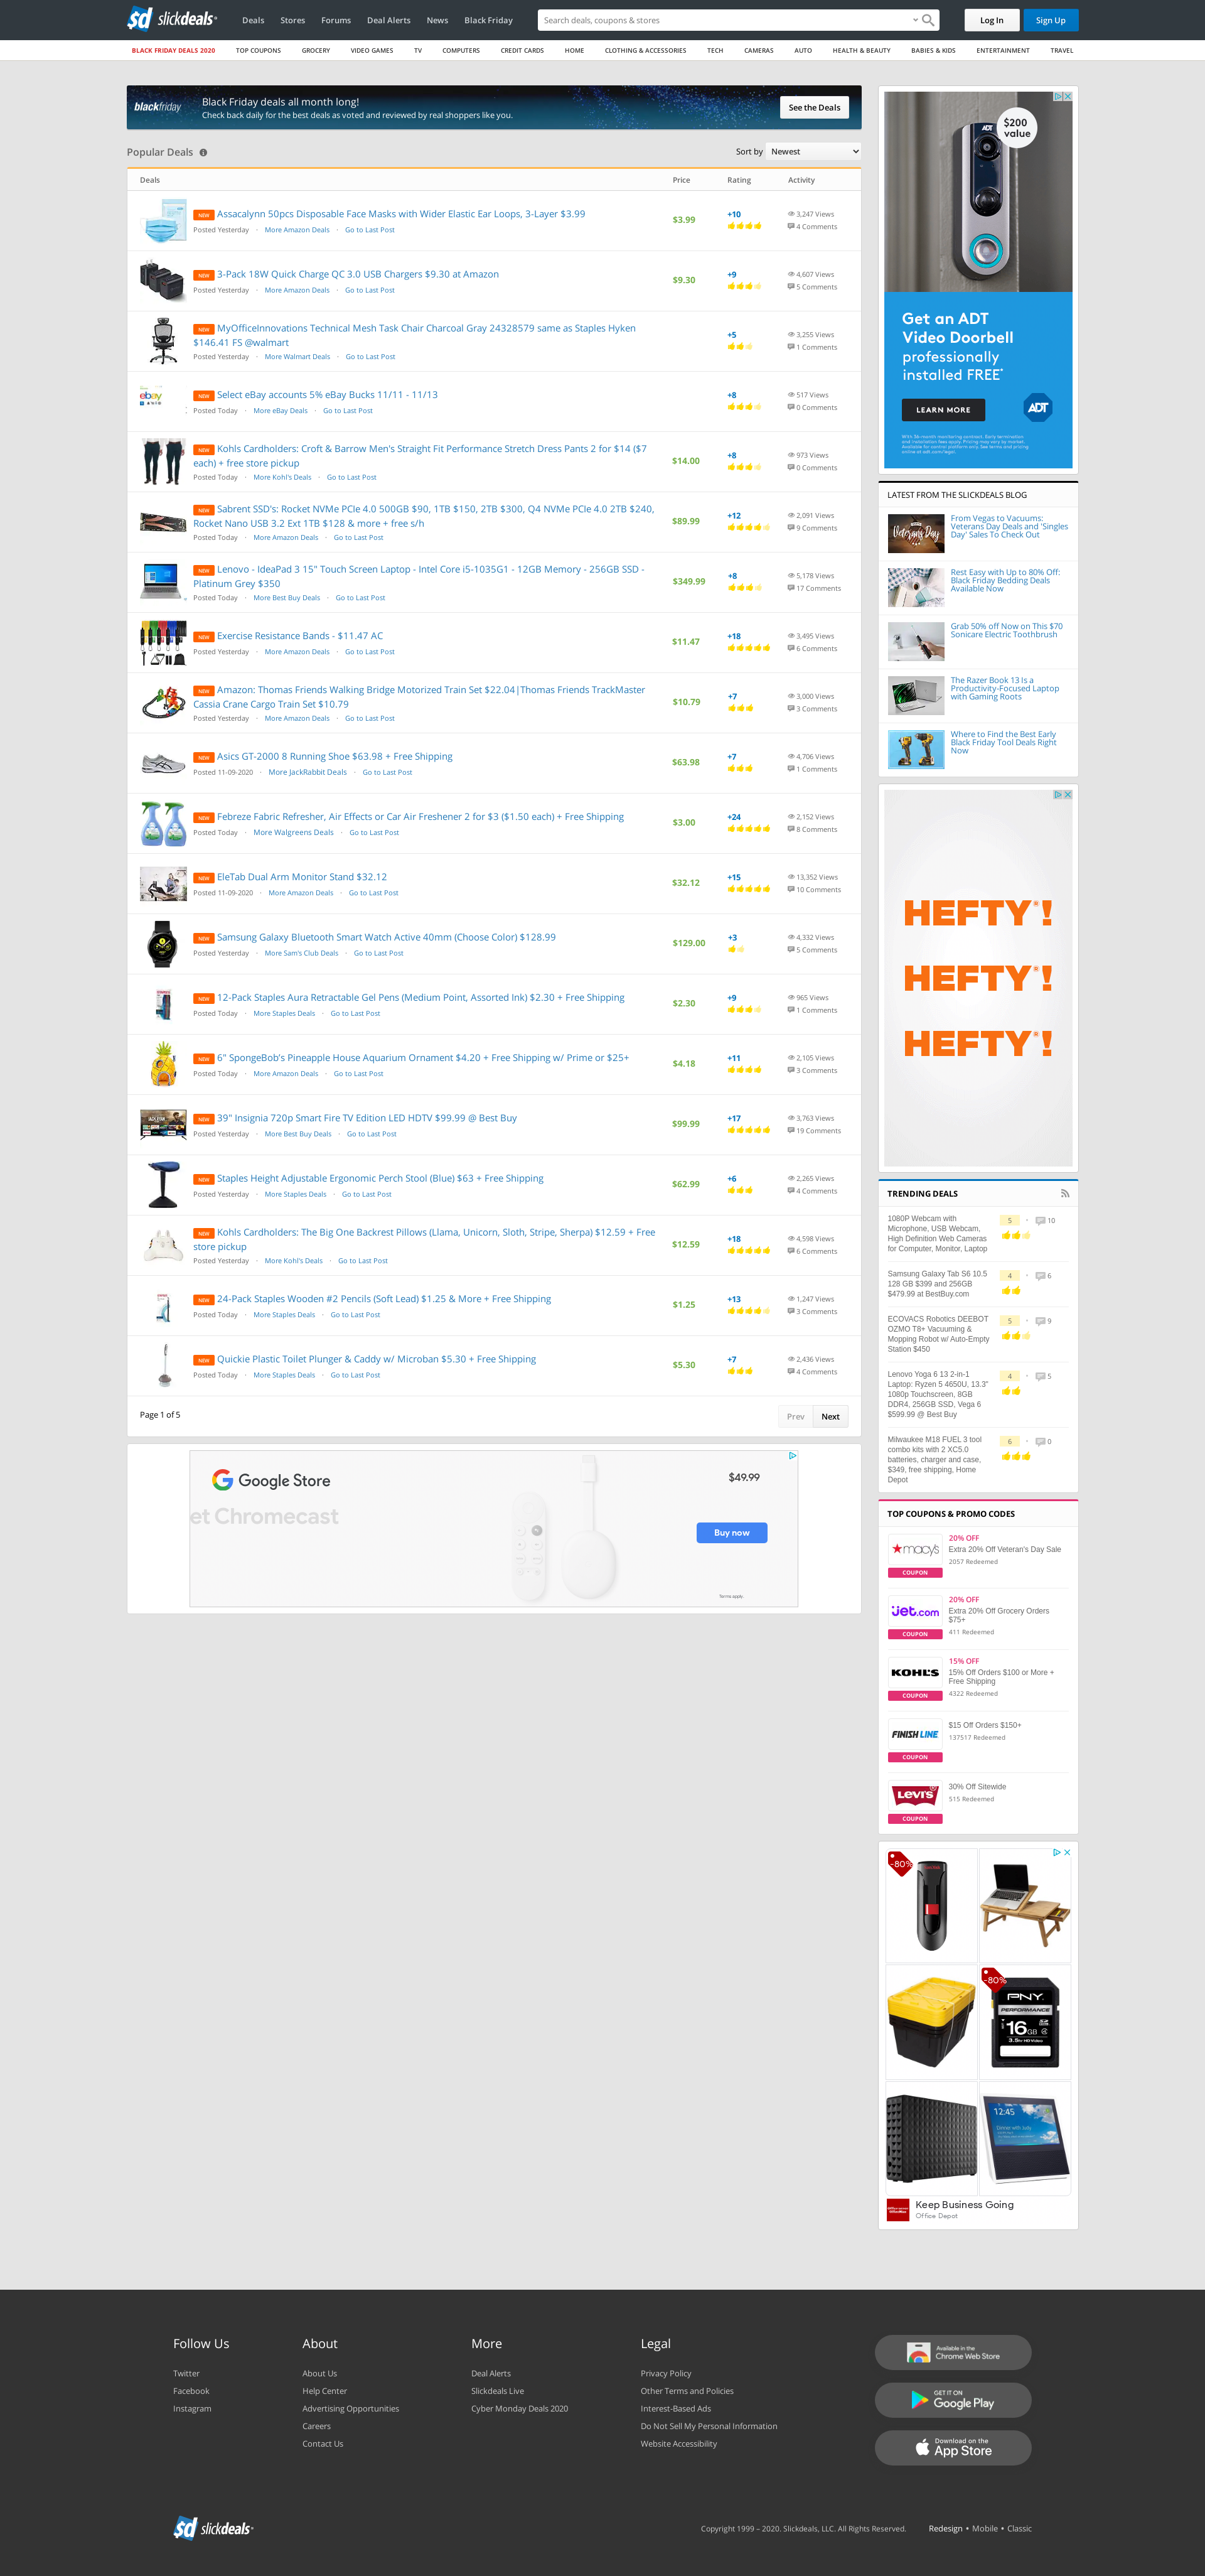 slickdeals
Deals Stores Forums Deal Alerts News Black Friday
Search deals, coupons & stores
Log In
Sign Up
BLACK FRIDAY DEALS 2020 TOP COUPONS GROCERY VIDEO GAMES TV COMPUTERS CREDIT CARDS HOME CLOTHING & ACCESSORIES TECH CAMERAS AUTO HEALTH & BEAUTY BABIES & KIDS ENTERTAINMENT TRAVEL
blackfriday
Black Friday deals all month long!
Check back daily for the best deals as voted and reviewed by real shoppers like you.
See the Deals
Popular Deals
Sort by Newest
Deals Price Rating Activity
NEW Assacalynn 50pcs Disposable Face Masks with Wider Elastic Ear Loops, 3-Layer $3.99
Posted Yesterday • More Amazon Deals • Go to Last Post
$3.99
+10
3,247 Views
4 Comments
NEW 3-Pack 18W Quick Charge QC 3.0 USB Chargers $9.30 at Amazon
Posted Yesterday • More Amazon Deals • Go to Last Post
$9.30
+9
4,607 Views
5 Comments
NEW MyOfficeInnovations Technical Mesh Task Chair Charcoal Gray 24328579 same as Staples Hyken
$146.41 FS @walmart
Posted Yesterday • More Walmart Deals • Go to Last Post
+5
3,255 Views
1 Comments
ebay
NEW Select eBay accounts 5% eBay Bucks 11/11 - 11/13
Posted Today • More eBay Deals • Go to Last Post
+8
517 Views
0 Comments
NEW Kohls Cardholders: Croft & Barrow Men's Straight Fit Performance Stretch Dress Pants 2 for $14 ($7
each) + free store pickup
Posted Today • More Kohl's Deals • Go to Last Post
$14.00
+8
973 Views
0 Comments
NEW Sabrent SSD's: Rocket NVMe PCIe 4.0 500GB $90, 1TB $150, 2TB $300, Q4 NVMe PCIe 4.0 2TB $240,
Rocket Nano USB 3.2 Ext 1TB $128 & more + free s/h
Posted Today • More Amazon Deals • Go to Last Post
$89.99
+12
2,091 Views
9 Comments
NEW Lenovo - IdeaPad 3 15" Touch Screen Laptop - Intel Core i5-1035G1 - 12GB Memory - 256GB SSD -
Platinum Grey $350
Posted Today • More Best Buy Deals • Go to Last Post
$349.99
+8
5,178 Views
17 Comments
NEW Exercise Resistance Bands - $11.47 AC
Posted Yesterday • More Amazon Deals • Go to Last Post
$11.47
+18
3,495 Views
6 Comments
NEW Amazon: Thomas Friends Walking Bridge Motorized Train Set $22.04|Thomas Friends TrackMaster
Cassia Crane Cargo Train Set $10.79
Posted Yesterday • More Amazon Deals • Go to Last Post
$10.79
+7
3,000 Views
3 Comments
NEW Asics GT-2000 8 Running Shoe $63.98 + Free Shipping
Posted 11-09-2020 • More JackRabbit Deals • Go to Last Post
$63.98
+7
4,706 Views
1 Comments
NEW Febreze Fabric Refresher, Air Effects or Car Air Freshener 2 for $3 ($1.50 each) + Free Shipping
Posted Today • More Walgreens Deals • Go to Last Post
$3.00
+24
2,152 Views
8 Comments
NEW EleTab Dual Arm Monitor Stand $32.12
Posted 11-09-2020 • More Amazon Deals • Go to Last Post
$32.12
+15
13,352 Views
10 Comments
NEW Samsung Galaxy Bluetooth Smart Watch Active 40mm (Choose Color) $128.99
Posted Yesterday • More Sam's Club Deals • Go to Last Post
$129.00
+3
4,332 Views
5 Comments
NEW 12-Pack Staples Aura Retractable Gel Pens (Medium Point, Assorted Ink) $2.30 + Free Shipping
Posted Today • More Staples Deals • Go to Last Post
$2.30
+9
965 Views
1 Comments
NEW 6" SpongeBob's Pineapple House Aquarium Ornament $4.20 + Free Shipping w/ Prime or $25+
Posted Today • More Amazon Deals • Go to Last Post
$4.18
+11
2,105 Views
3 Comments
NEW 39" Insignia 720p Smart Fire TV Edition LED HDTV $99.99 @ Best Buy
Posted Yesterday • More Best Buy Deals • Go to Last Post
$99.99
+17
3,763 Views
19 Comments
NEW Staples Height Adjustable Ergonomic Perch Stool (Blue) $63 + Free Shipping
Posted Yesterday • More Staples Deals • Go to Last Post
$62.99
+6
2,265 Views
4 Comments
NEW Kohls Cardholders: The Big One Backrest Pillows (Llama, Unicorn, Sloth, Stripe, Sherpa) $12.59 + Free
store pickup
Posted Yesterday • More Kohl's Deals • Go to Last Post
$12.59
+18
4,598 Views
6 Comments
NEW 24-Pack Staples Wooden #2 Pencils (Soft Lead) $1.25 & More + Free Shipping
Posted Today • More Staples Deals • Go to Last Post
$1.25
+13
1,247 Views
3 Comments
NEW Quickie Plastic Toilet Plunger & Caddy w/ Microban $5.30 + Free Shipping
Posted Today • More Staples Deals • Go to Last Post
$5.30
+7
2,436 Views
4 Comments
Page 1 of 5
Prev Next
Google Store
et Chromecast
$49.99
Buy now
Terms apply.
$200
value
ADT
Get an ADT
Video Doorbell
professionally
installed FREE*
LEARN MORE
ADT
LATEST FROM THE SLICKDEALS BLOG
Veterans Day
From Vegas to Vacuums:
Veterans Day Deals and 'Singles
Day' Sales To Check Out
Rest Easy with Up to 80% Off:
Black Friday Bedding Deals
Available Now
Grab 50% off Now on This $70
Sonicare Electric Toothbrush
The Razer Book 13 Is a
Productivity-Focused Laptop
with Gaming Roots
Where to Find the Best Early
Black Friday Tool Deals Right
Now
HEFTY!
HEFTY!
HEFTY!
TRENDING DEALS
1080P Webcam with
Microphone, USB Webcam,
High Definition Web Cameras
for Computer, Monitor, Laptop
5 • 10
Samsung Galaxy Tab S6 10.5
128 GB $399 and 256GB
$479.99 at BestBuy.com
4 • 6
ECOVACS Robotics DEEBOT
OZMO T8+ Vacuuming &
Mopping Robot w/ Auto-Empty
Station $450
5 • 9
Lenovo Yoga 6 13 2-in-1
Laptop: Ryzen 5 4650U, 13.3"
1080p Touchscreen, 8GB
DDR4, 256GB SSD, Vega 6
$599.99 @ Best Buy
4 • 5
Milwaukee M18 FUEL 3 tool
combo kits with 2 XC5.0
batteries, charger and case,
$349, free shipping, Home
Depot
6 • 0
TOP COUPONS & PROMO CODES
macy's
COUPON
20% OFF
Extra 20% Off Veteran's Day Sale
2057 Redeemed
jet.com
COUPON
20% OFF
Extra 20% Off Grocery Orders
$75+
411 Redeemed
KOHL'S
COUPON
15% OFF
15% Off Orders $100 or More +
Free Shipping
4322 Redeemed
FINISH LINE
COUPON
$15 Off Orders $150+
137517 Redeemed
LEVI'S
COUPON
30% Off Sitewide
515 Redeemed
-80%
-80%
PNY
PERFORMANCE
16GB
12:45
Keep Business Going
Office Depot
Follow Us
Twitter
Facebook
Instagram
About
About Us
Help Center
Advertising Opportunities
Careers
Contact Us
More
Deal Alerts
Slickdeals Live
Cyber Monday Deals 2020
Legal
Privacy Policy
Other Terms and Policies
Interest-Based Ads
Do Not Sell My Personal Information
Website Accessibility
Available in the
Chrome Web Store
GET IT ON
Google Play
Download on the
App Store
slickdeals
Copyright 1999 – 2020. Slickdeals, LLC. All Rights Reserved.
Redesign • Mobile • Classic